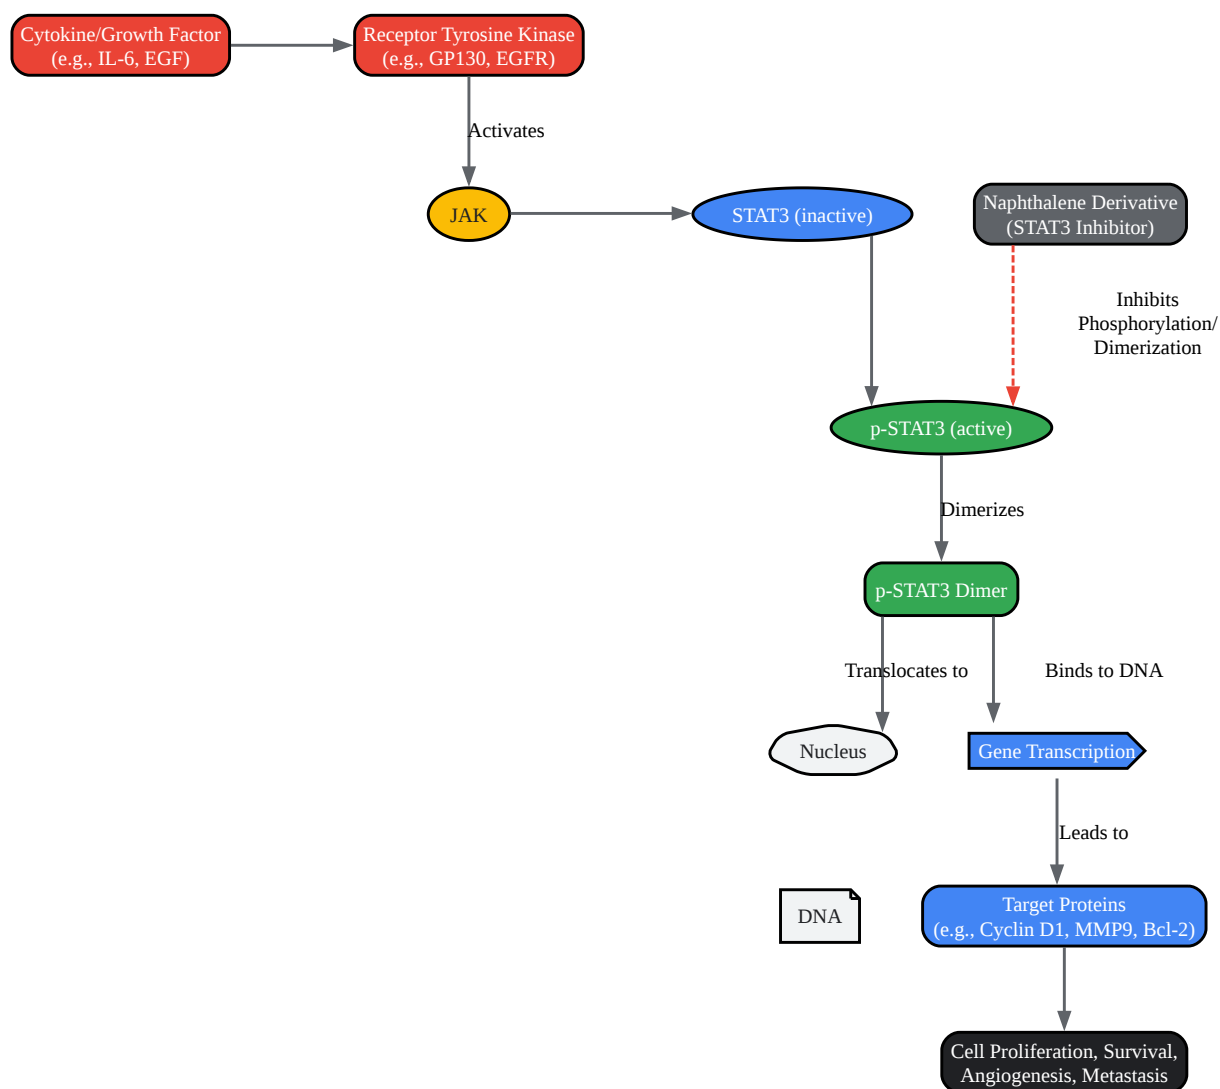 Cytokine/Growth Factor
(e.g., IL-6, EGF)
Receptor Tyrosine Kinase
(e.g., GP130, EGFR)
Activates
JAK
STAT3 (inactive)
Naphthalene Derivative
(STAT3 Inhibitor)
Inhibits
Phosphorylation/
Dimerization
p-STAT3 (active)
Dimerizes
p-STAT3 Dimer
Translocates to
Binds to DNA
Nucleus
Gene Transcription
Leads to
DNA
Target Proteins
(e.g., Cyclin D1, MMP9, Bcl-2)
Cell Proliferation, Survival,
Angiogenesis, Metastasis